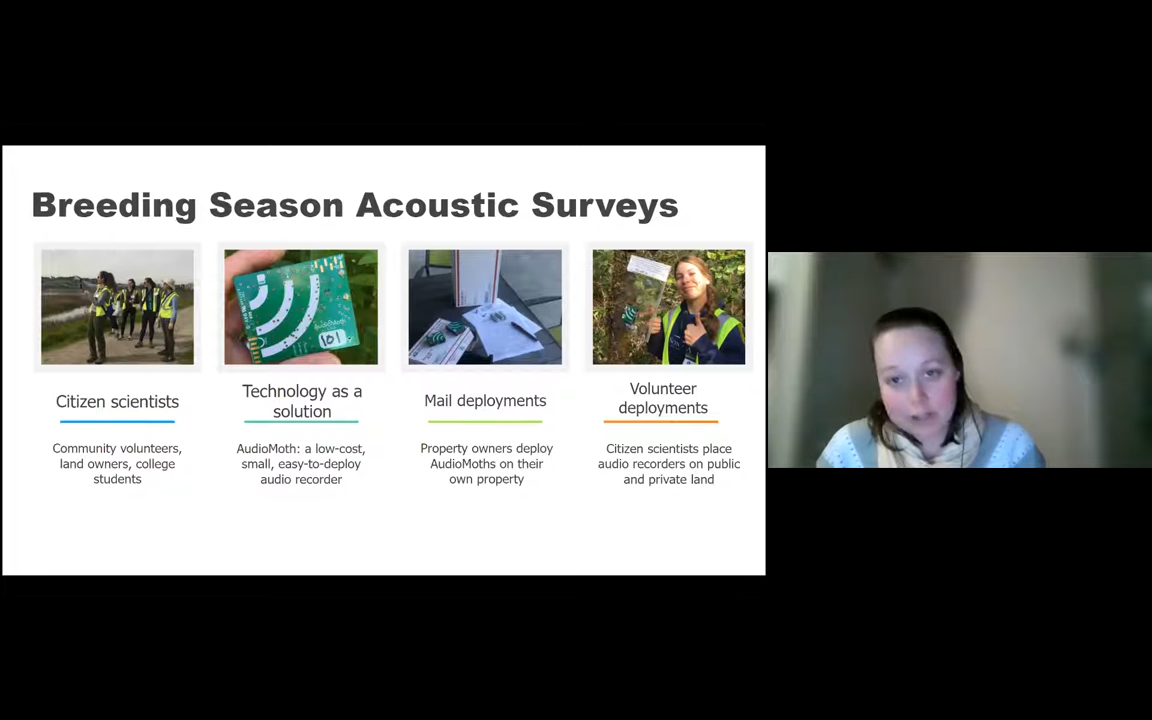 Breeding Season Acoustic Surveys
101
Citizen scientists
Community volunteers,
land owners, college
students
Technology as a
solution
AudioMoth: a low-cost,
small, easy-to-deploy
audio recorder
Mail deployments
Property owners deploy
AudioMoths on their
own property
Volunteer
deployments
Citizen scientists place
audio recorders on public
and private land